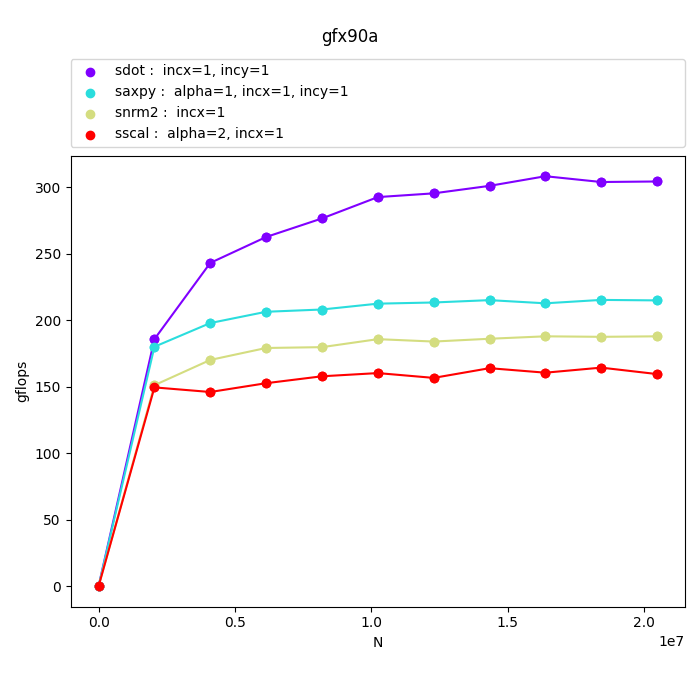 gfx90a
sdot :  incx=1, incy=1
saxpy :  alpha=1, incx=1, incy=1
snrm2 :  incx=1
sscal :  alpha=2, incx=1
300
250
200
150
100
50
0
gflops
0.0 0.5 1.0 1.5 2.0
1e7
N